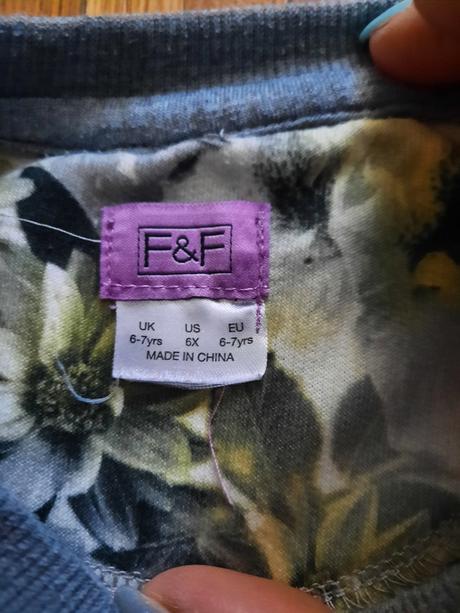 F&F
UK US EU
6-7yrs 6X 6-7yrs
MADE IN CHINA